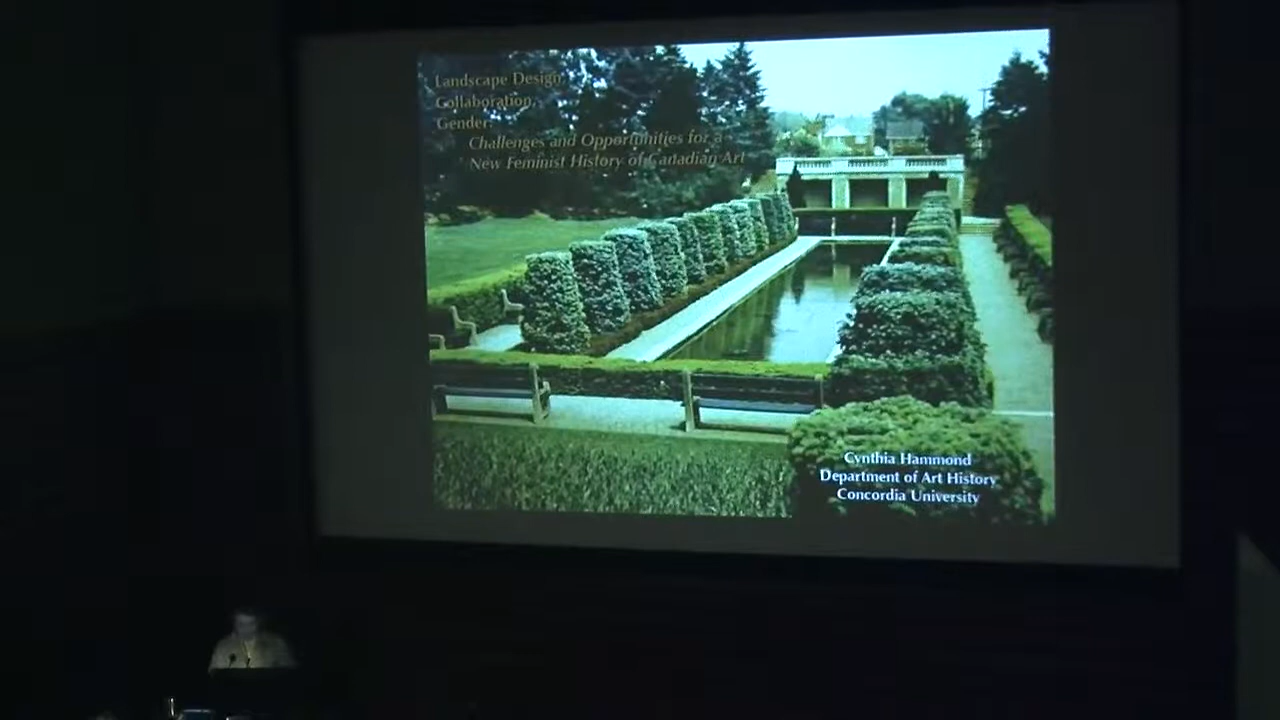 Landscape Design,
Collaboration,
Gender:
Challenges and Opportunities for a
New Feminist History of Canadian Art
Cynthia Hammond
Department of Art History
Concordia University